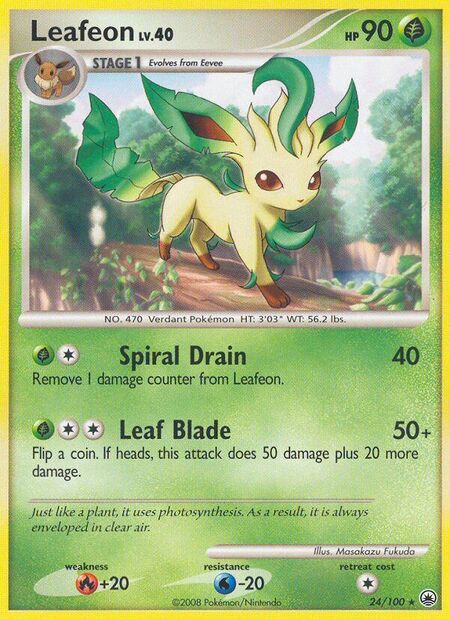 Leafeon LV.40 HP 90
STAGE 1 Evolves from Eevee
NO. 470 Verdant Pokémon HT: 3'03" WT: 56.2 lbs.
Spiral Drain 40
Remove 1 damage counter from Leafeon.
Leaf Blade 50+
Flip a coin. If heads, this attack does 50 damage plus 20 more
damage.
Just like a plant, it uses photosynthesis. As a result, it is always
enveloped in clear air.
Illus. Masakazu Fukuda
weakness resistance retreat cost
+20 -20
©2008 Pokémon/Nintendo 24/100 ★